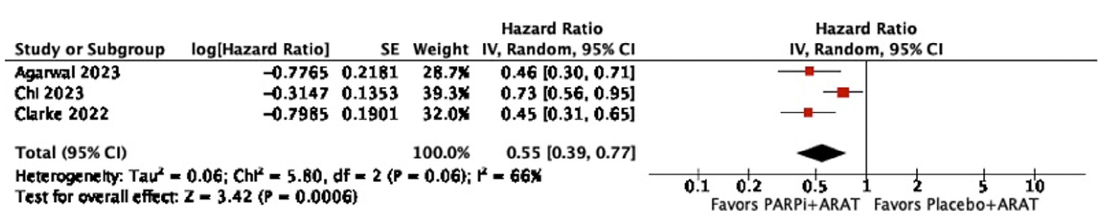 Hazard Ratio Hazard Ratio
Study or Subgroup log[Hazard Ratio] SE Weight IV, Random, 95% CI IV, Random, 95% CI
Agarwal 2023 −0.7765 0.2181 28.7% 0.46 [0.30, 0.71]
Chi 2023 −0.3147 0.1353 39.3% 0.73 [0.56, 0.95]
Clarke 2022 −0.7985 0.1901 32.0% 0.45 [0.31, 0.65]
Total (95% CI) 100.0% 0.55 [0.39, 0.77]
Heterogeneity: Tau² = 0.06; Chi² = 5.80, df = 2 (P = 0.06); I² = 66%
Test for overall effect: Z = 3.42 (P = 0.0006)
0.1 0.2 0.5 1 2 5 10
Favors PARPi+ARAT Favors Placebo+ARAT